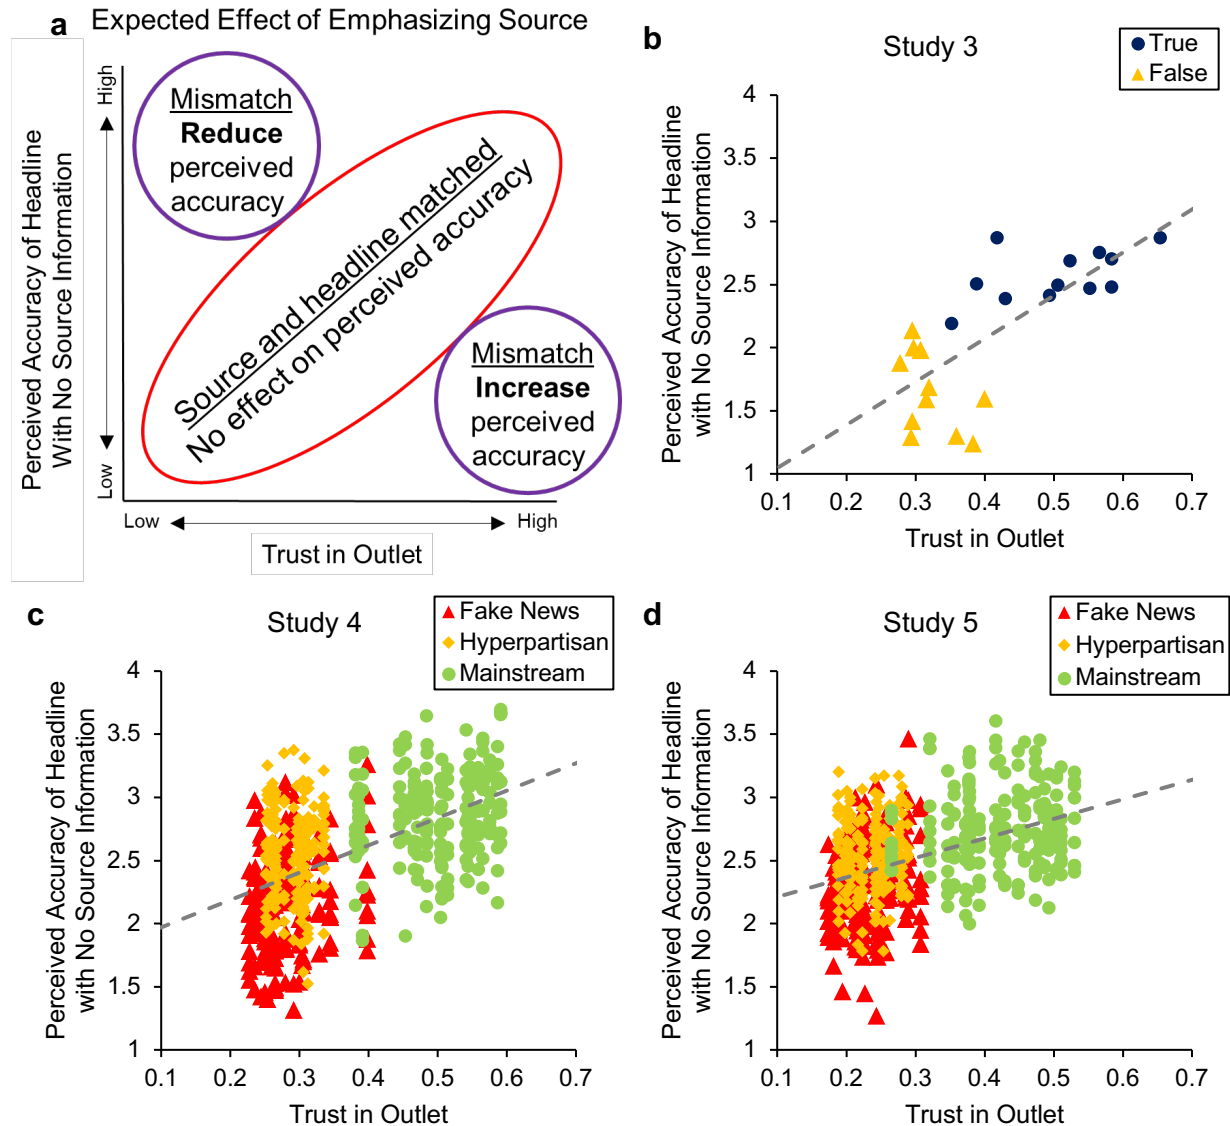 a
Expected Effect of Emphasizing Source
Perceived Accuracy of Headline
With No Source Information
High
Low
Mismatch
Reduce
perceived
accuracy
Source and headline matched
No effect on perceived accuracy
Mismatch
Increase
perceived
accuracy
Low
High
Trust in Outlet
b
Study 3
True
False
Perceived Accuracy of Headline
with No Source Information
4
3.5
3
2.5
2
1.5
1
0.1 0.2 0.3 0.4 0.5 0.6 0.7
Trust in Outlet
c
Study 4
Fake News
Hyperpartisan
Mainstream
Perceived Accuracy of Headline
with No Source Information
4
3.5
3
2.5
2
1.5
1
0.1 0.2 0.3 0.4 0.5 0.6 0.7
Trust in Outlet
d
Study 5
Fake News
Hyperpartisan
Mainstream
Perceived Accuracy of Headline
with No Source Information
4
3.5
3
2.5
2
1.5
1
0.1 0.2 0.3 0.4 0.5 0.6 0.7
Trust in Outlet